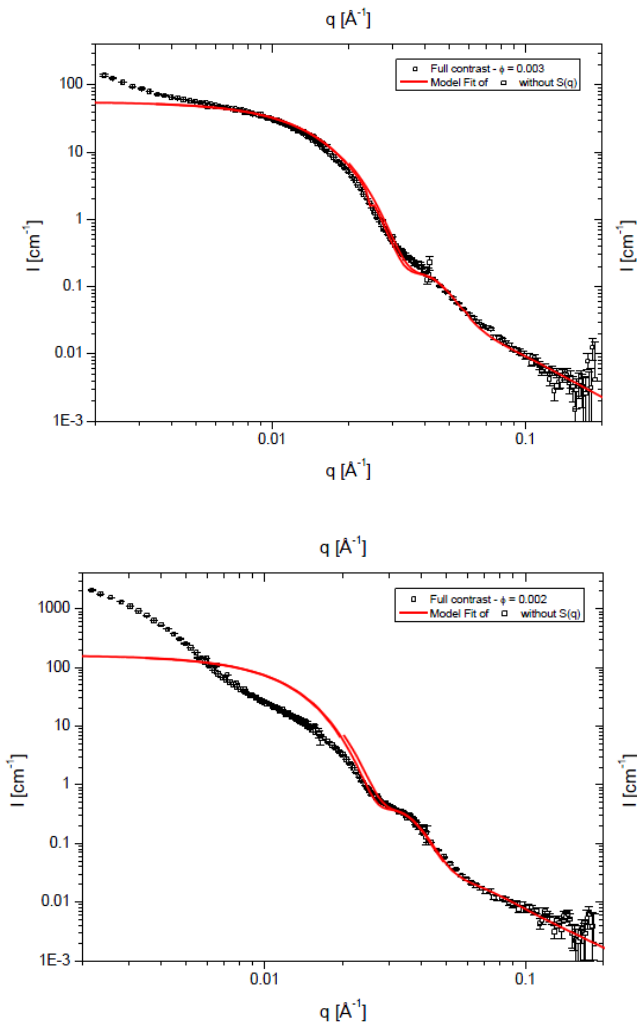 q [Å⁻¹]
100
10
1
0.1
0.01
1E-3
I [cm⁻¹]
Full contrast - ϕ = 0.003
Model Fit of □ without S(q)
I [cm⁻¹]
0.01
0.1
q [Å⁻¹]
q [Å⁻¹]
1000
100
10
1
0.1
0.01
1E-3
I [cm⁻¹]
Full contrast - ϕ = 0.002
Model Fit of □ without S(q)
I [cm⁻¹]
0.01
0.1
q [Å⁻¹]